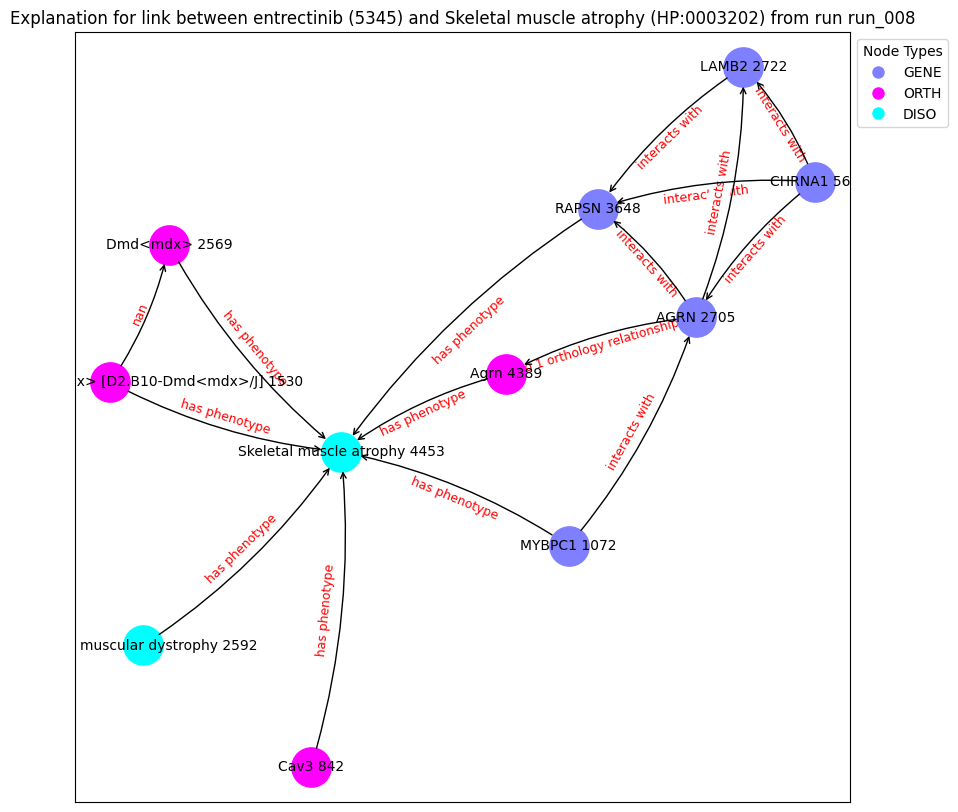 Explanation for link between entrectinib (5345) and Skeletal muscle atrophy (HP:0003202) from run run_008
Node Types
GENE
ORTH
DISO
LAMB2 2722
interacts with
interacts with
CHRNA1 56
interac' ith
RAPSN 3648
interacts with
interacts with
interacts with
Dmd<mdx> 2569
nan
has phenotype
AGRN 2705
has phenotype
1 orthology relationship
Agrn 4389
x> [D2.B10-Dmd<mdx>/J] 1530
has phenotype
has phenotype
interacts with
Skeletal muscle atrophy 4453
has phenotype
MYBPC1 1072
has phenotype
has phenotype
muscular dystrophy 2592
Cav3 842